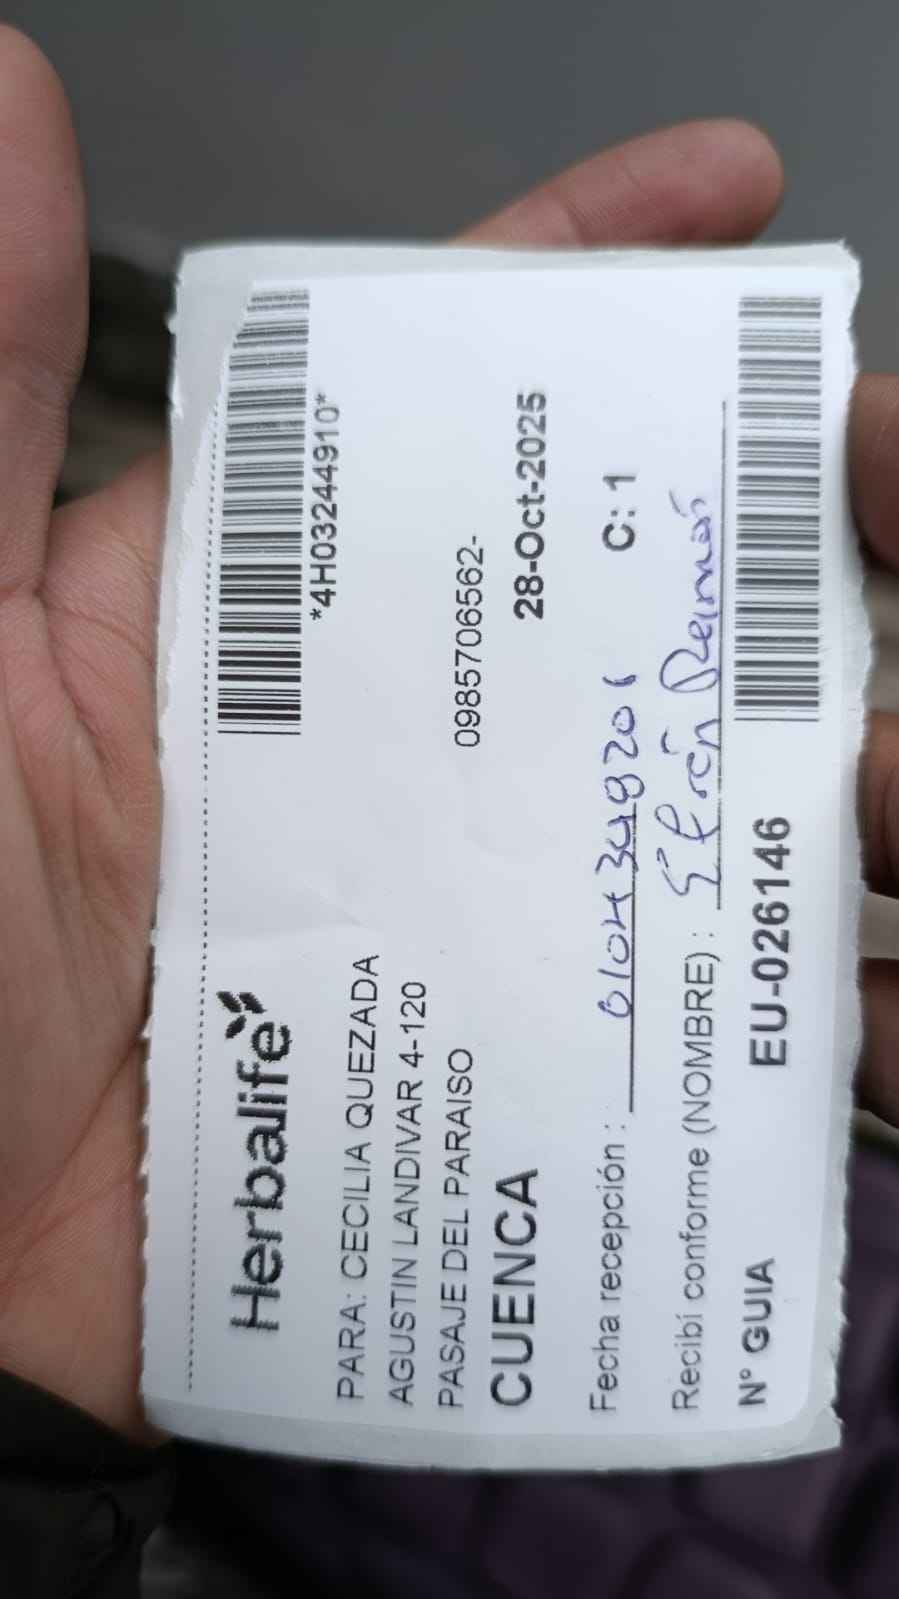 Herbalife
*4H03244910*
PARA: CECILIA QUEZADA
AGUSTIN LANDIVAR 4-120
PASAJE DEL PARAISO
0985706562-
CUENCA
28-Oct-2025
Fecha recepción :
C: 1
Recibí conforme (NOMBRE) : Efrén
Nº GUIA EU-026146